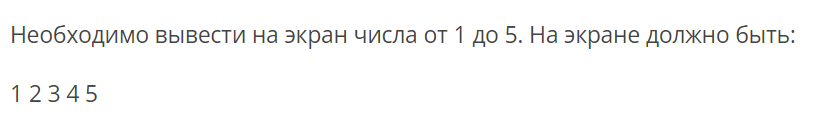 Необходимо вывести на экран числа от 1 до 5. На экране должно быть:
1 2 3 4 5